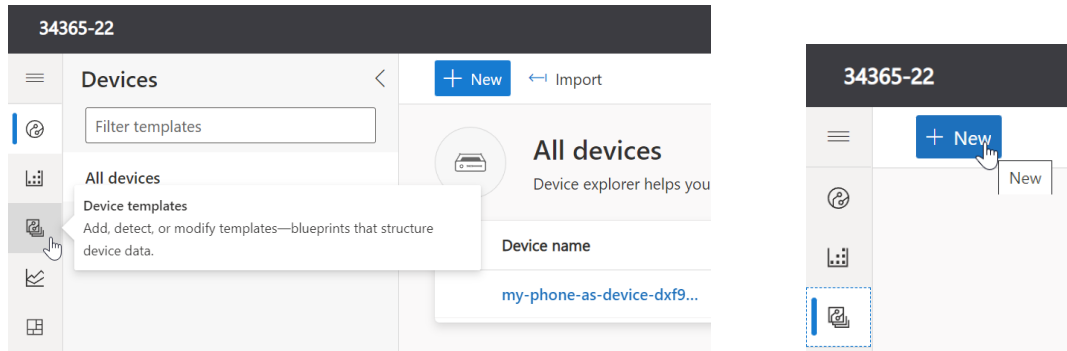 34365-22
Devices
Filter templates
All devices
Device templates
Add, detect, or modify templates—blueprints that structure
device data.
New
Import
All devices
Device explorer helps you
Device name
my-phone-as-device-dxf9...
34365-22
New
New